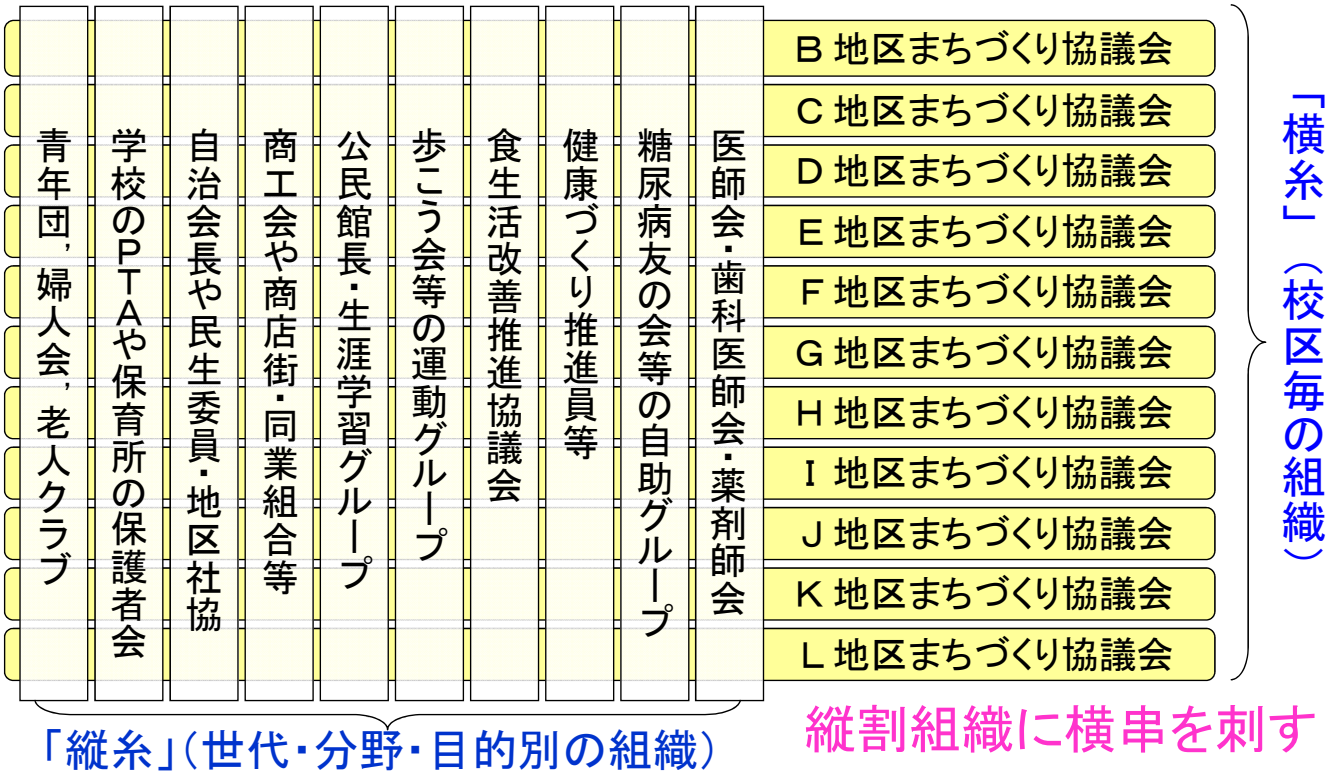 Ｂ地区まちづくり協議会
Ｃ地区まちづくり協議会
Ｄ地区まちづくり協議会
Ｅ地区まちづくり協議会
Ｆ地区まちづくり協議会
Ｇ地区まちづくり協議会
Ｈ地区まちづくり協議会
Ｉ地区まちづくり協議会
Ｊ地区まちづくり協議会
Ｋ地区まちづくり協議会
Ｌ地区まちづくり協議会
青年団，婦人会，老人クラブ
学校のＰＴＡや保育所の保護者会
自治会長や民生委員・地区社協
商工会や商店街・同業組合等
公民館長・生涯学習グループ
歩こう会等の運動グループ
食生活改善推進協議会
健康づくり推進員等
糖尿病友の会等の自助グループ
医師会・歯科医師会・薬剤師会
「横糸」（校区毎の組織）
「縦糸」（世代・分野・目的別の組織）
縦割組織に横串を刺す